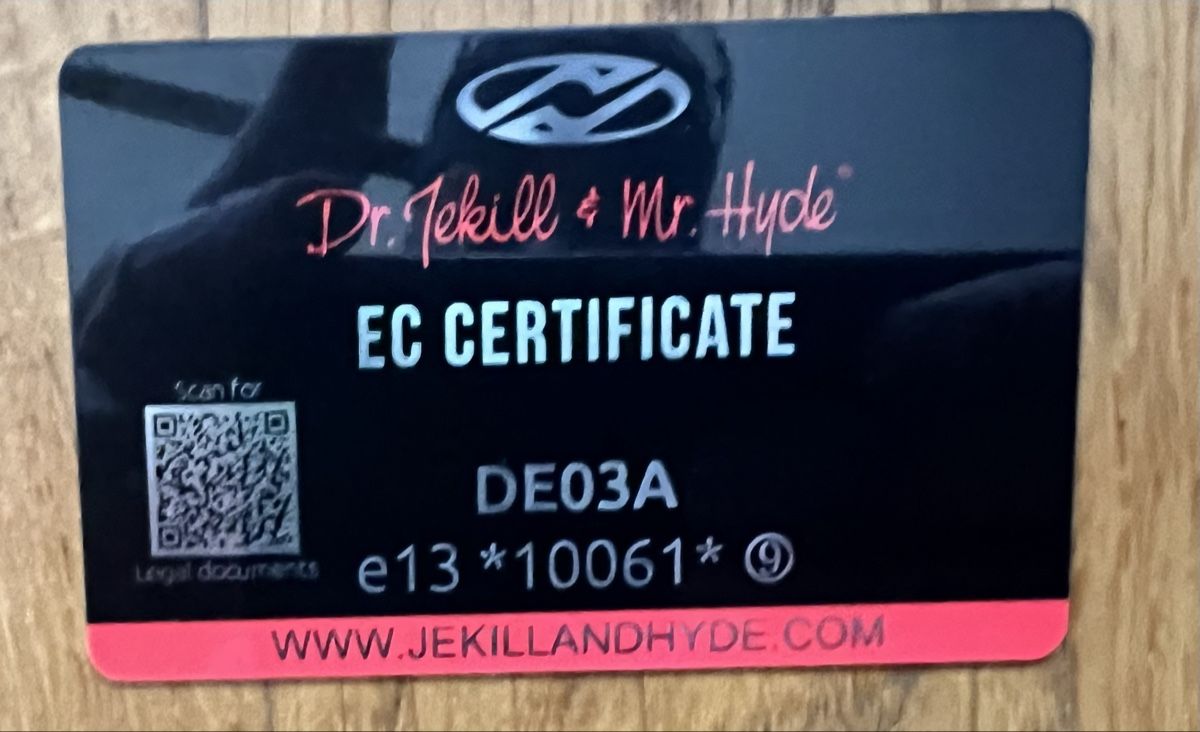 Dr. Jekill & Mr. Hyde®
EC CERTIFICATE
Scan for
Legal documents
DE03A
e13 *10061* ⑨
WWW.JEKILLANDHYDE.COM